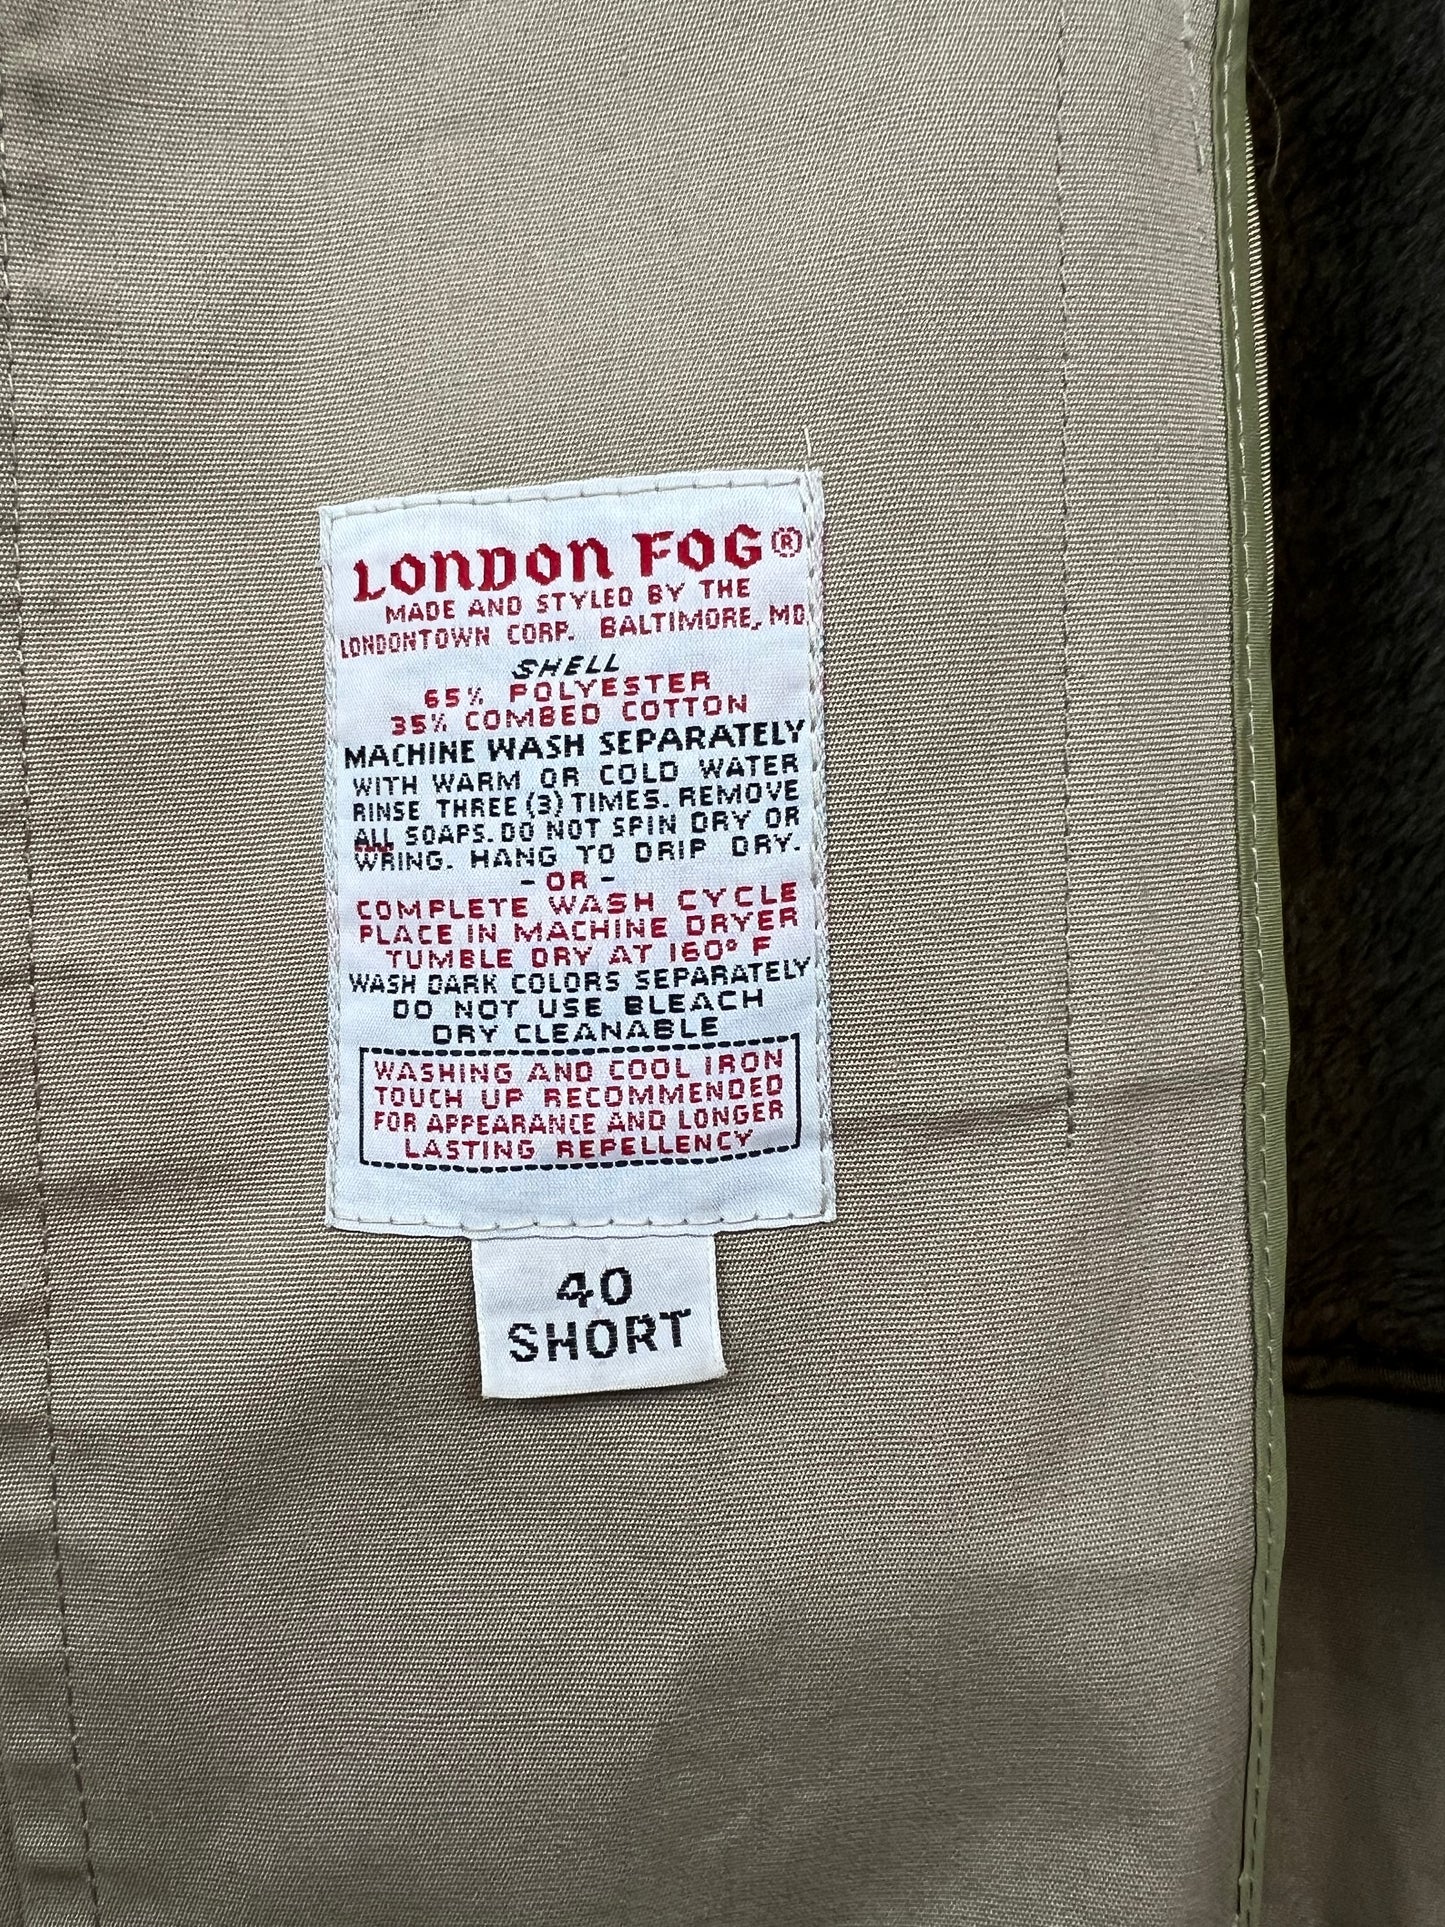 LONDON FOG®
MADE AND STYLED BY THE
LONDONTOWN CORP. BALTIMORE, MD.
SHELL
65% POLYESTER
35% COMBED COTTON
MACHINE WASH SEPARATELY
WITH WARM OR COLD WATER
RINSE THREE (3) TIMES. REMOVE
ALL SOAPS. DO NOT SPIN DRY OR
WRING. HANG TO DRIP DRY.
- OR -
COMPLETE WASH CYCLE
PLACE IN MACHINE DRYER
TUMBLE DRY AT 160° F
WASH DARK COLORS SEPARATELY
DO NOT USE BLEACH
DRY CLEANABLE
WASHING AND COOL IRON
TOUCH UP RECOMMENDED
FOR APPEARANCE AND LONGER
LASTING REPELLENCY
40
SHORT